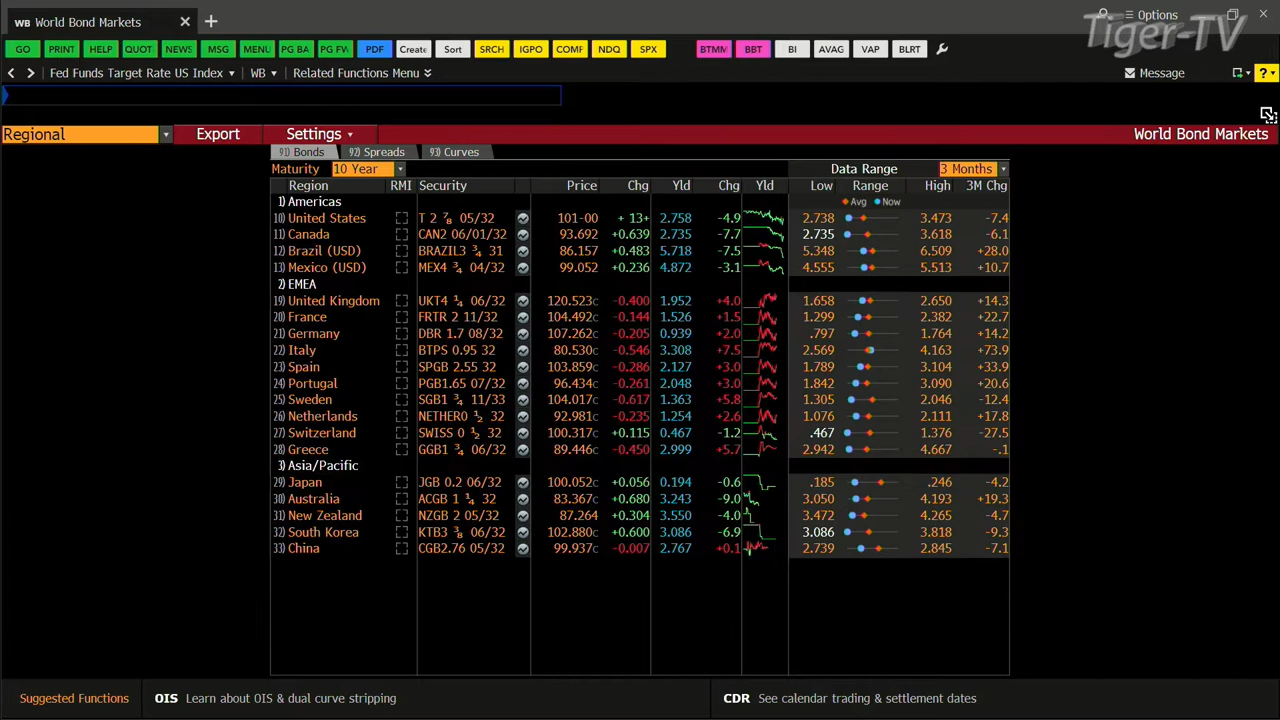 WB World Bond Markets
Options
Tiger-TV
GO PRINT HELP QUOT NEWS MSG MENU PG BA PG FV PDF Create Sort SRCH IGPO COMP NDQ SPX BTMM BBT BI AVAG VAP BLRT
Fed Funds Target Rate US Index WB Related Functions Menu Message ?
Regional Export Settings World Bond Markets
91) Bonds 92) Spreads 93) Curves
Maturity 10 Year Data Range 3 Months
Region RMI Security Price Chg Yld Chg Yld Low Range High 3M Chg
1) Americas Avg Now
10) United States T 2 ⅞ 05/32 101-00 + 13+ 2.758 -4.9 2.738 3.473 -7.4
11) Canada CAN2 06/01/32 93.692 +0.639 2.735 -7.7 2.735 3.618 -6.1
12) Brazil (USD) BRAZIL3 ¾ 31 86.157 +0.483 5.718 -7.5 5.348 6.509 +28.0
13) Mexico (USD) MEX4 ¾ 04/32 99.052 +0.236 4.872 -3.1 4.555 5.513 +10.7
2) EMEA
19) United Kingdom UKT4 ¼ 06/32 120.523c -0.400 1.952 +4.0 1.658 2.650 +14.3
20) France FRTR 2 11/32 104.492c -0.144 1.526 +1.5 1.299 2.382 +22.7
21) Germany DBR 1.7 08/32 107.262c -0.205 0.939 +2.0 .797 1.764 +14.2
22) Italy BTPS 0.95 32 80.530c -0.546 3.308 +7.5 2.569 4.163 +73.9
23) Spain SPGB 2.55 32 103.859c -0.286 2.127 +3.0 1.789 3.104 +33.9
24) Portugal PGB1.65 07/32 96.434c -0.261 2.048 +3.0 1.842 3.090 +20.6
25) Sweden SGB1 ¾ 11/33 104.017c -0.617 1.363 +5.8 1.305 2.046 -12.4
26) Netherlands NETHER0 ½ 32 92.981c -0.235 1.254 +2.6 1.076 2.111 +17.8
27) Switzerland SWISS 0 ½ 32 100.317c +0.115 0.467 -1.2 .467 1.376 -27.5
28) Greece GGB1 ¾ 06/32 89.446c -0.450 2.999 +5.7 2.942 4.667 -.1
3) Asia/Pacific
29) Japan JGB 0.2 06/32 100.052c +0.056 0.194 -0.6 .185 .246 -4.2
30) Australia ACGB 1 ¼ 32 83.367c +0.680 3.243 -9.0 3.050 4.193 +19.3
31) New Zealand NZGB 2 05/32 87.264 +0.304 3.550 -4.0 3.472 4.265 -4.7
32) South Korea KTB3 ⅜ 06/32 102.880c +0.600 3.086 -6.9 3.086 3.818 -9.3
33) China CGB2.76 05/32 99.937c -0.007 2.767 +0.1 2.739 2.845 -7.1
Suggested Functions OIS Learn about OIS & dual curve stripping CDR See calendar trading & settlement dates